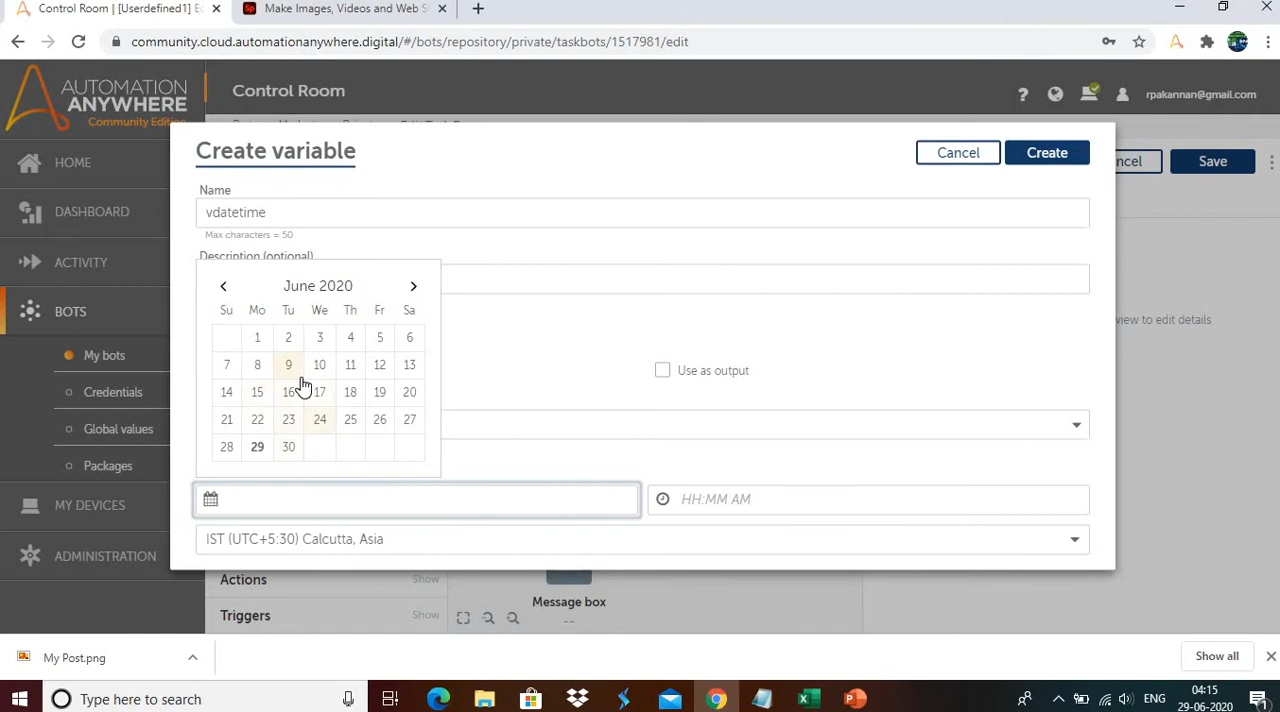 Control Room | [Userdefined1] E
Make Images, Videos and Web S
community.cloud.automationanywhere.digital/#/bots/repository/private/taskbots/1517981/edit
AUTOMATION
ANYWHERE
Community Edition
Control Room
rpakannan@gmail.com
HOME
DASHBOARD
ACTIVITY
BOTS
My bots
Credentials
Global values
Packages
MY DEVICES
ADMINISTRATION
Create variable
Cancel
Create
ncel
Save
Name
vdatetime
Max characters = 50
Description (optional)
June 2020
Su Mo Tu We Th Fr Sa
1 2 3 4 5 6
7 8 9 10 11 12 13
14 15 16 17 18 19 20
21 22 23 24 25 26 27
28 29 30
Use as output
view to edit details
HH:MM AM
IST (UTC+5:30) Calcutta, Asia
Actions Show
Triggers Show
Message box
--
My Post.png
Show all
Type here to search
ENG
04:15
29-06-2020